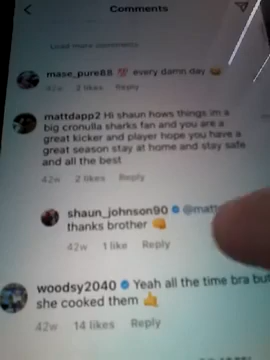 Comments
Load more comments
mase_pure88 💯 every damn day
42w 2 likes Reply
mattdapp2 Hi shaun hows things im a
big cronulla sharks fan and you are a
great kicker and player hope you have a
great season stay at home and stay safe
and all the best
42w 2 likes Reply
shaun_johnson90 @matt
thanks brother
42w 1 like Reply
woodsy2040 Yeah all the time bra but
she cooked them 🤙
42w 14 likes Reply